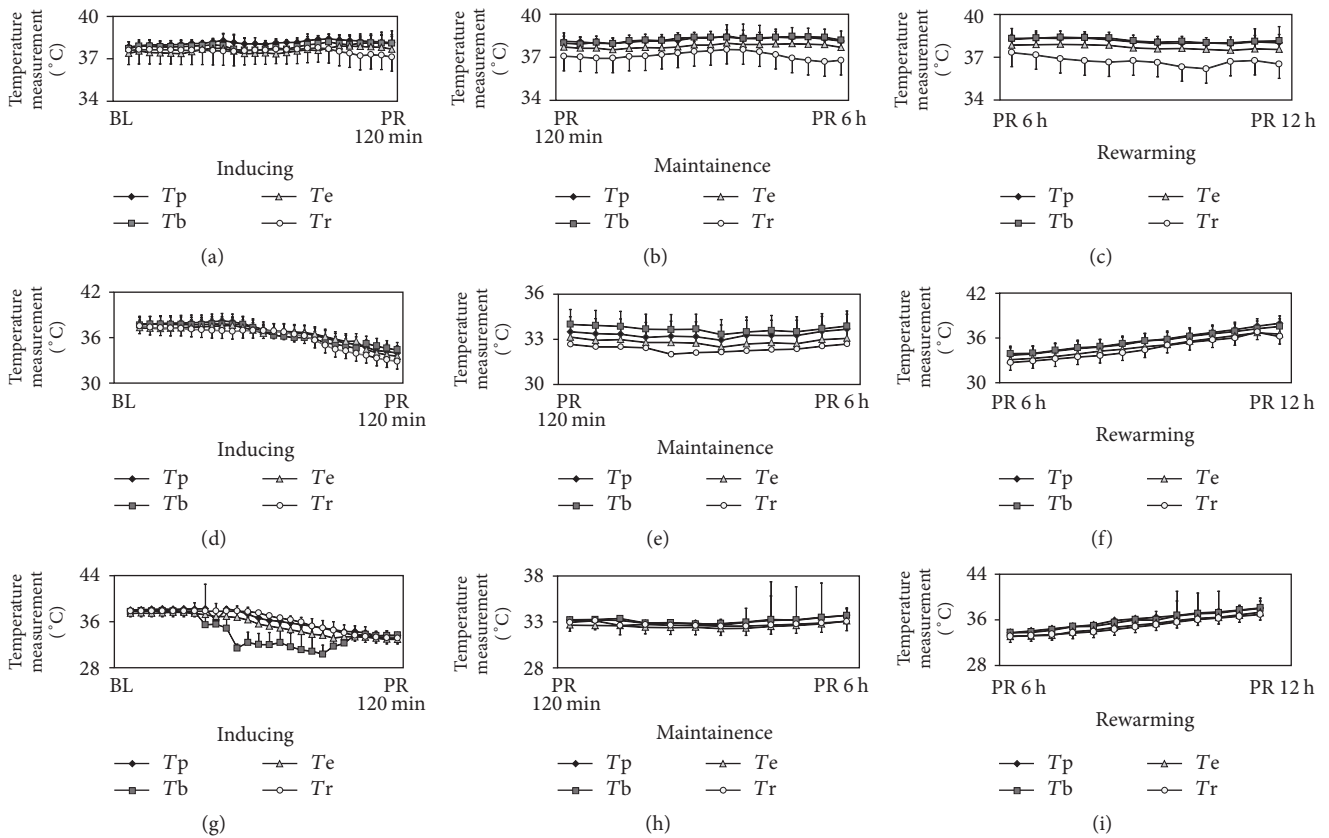 Temperature
measurement
(°C)
40
37
34
BL
PR
120 min
Inducing
Tp
Te
Tb
Tr
(a)
Temperature
measurement
(°C)
40
37
34
PR
120 min
PR 6 h
Maintainence
Tp
Te
Tb
Tr
(b)
Temperature
measurement
(°C)
40
37
34
PR 6 h
PR 12 h
Rewarming
Tp
Te
Tb
Tr
(c)
Temperature
measurement
(°C)
42
36
30
BL
PR
120 min
Inducing
Tp
Te
Tb
Tr
(d)
Temperature
measurement
(°C)
36
33
30
PR
120 min
PR 6 h
Maintainence
Tp
Te
Tb
Tr
(e)
Temperature
measurement
(°C)
42
36
30
PR 6 h
PR 12 h
Rewarming
Tp
Te
Tb
Tr
(f)
Temperature
measurement
(°C)
44
36
28
BL
PR
120 min
Inducing
Tp
Te
Tb
Tr
(g)
Temperature
measurement
(°C)
38
33
28
PR
120 min
PR 6 h
Maintainence
Tp
Te
Tb
Tr
(h)
Temperature
measurement
(°C)
44
36
28
PR 6 h
PR 12 h
Rewarming
Tp
Te
Tb
Tr
(i)